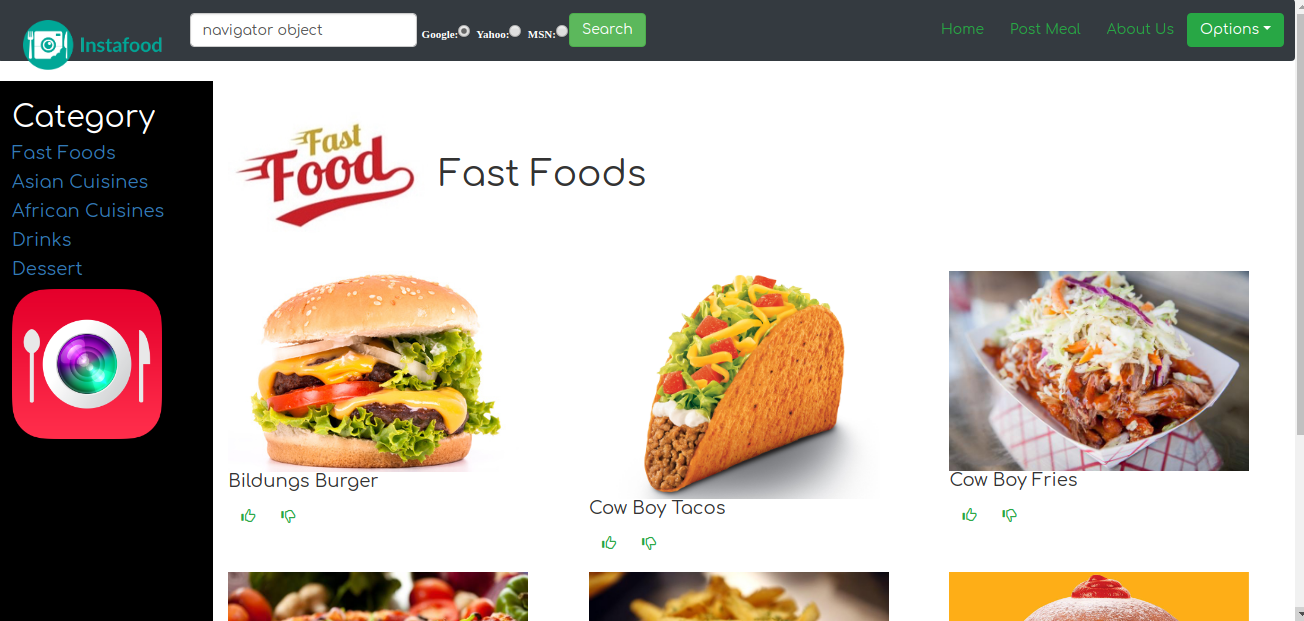 Instafood
navigator object
Google: Yahoo: MSN:
Search
Home
Post Meal
About Us
Options
Category
Fast Foods
Asian Cuisines
African Cuisines
Drinks
Dessert
Fast
Food
Fast Foods
Bildungs Burger
Cow Boy Tacos
Cow Boy Fries